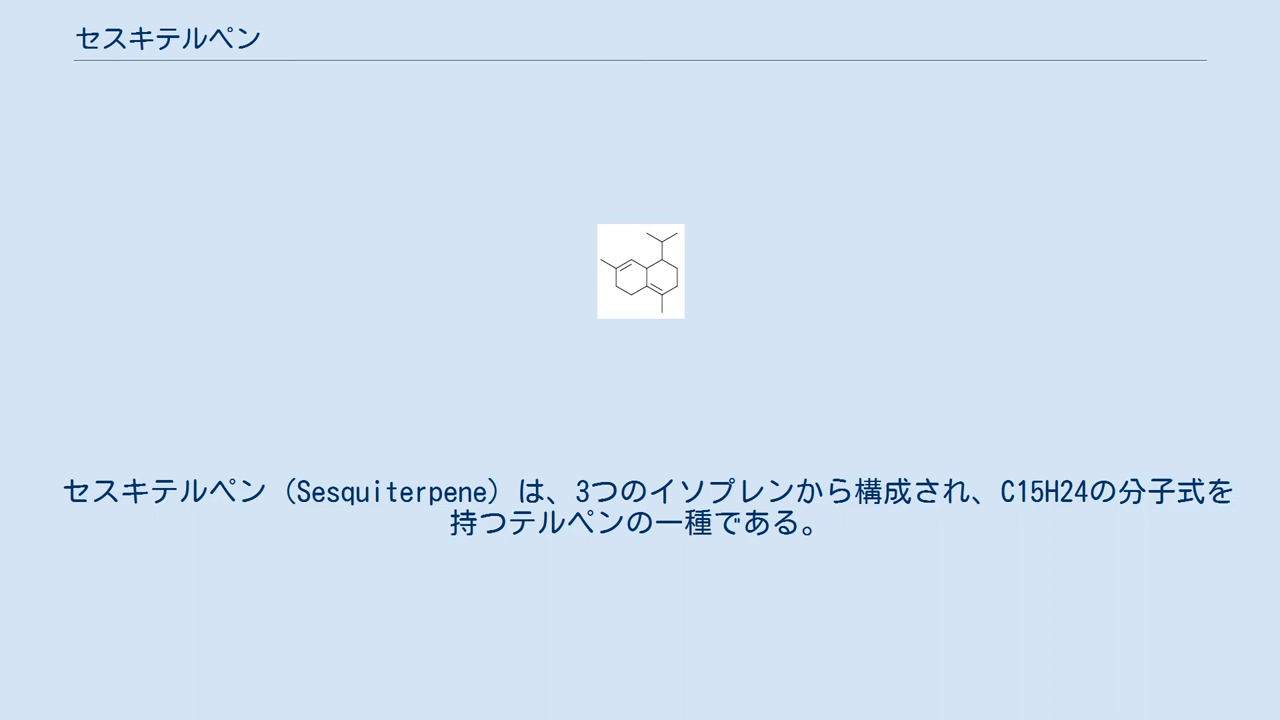 セスキテルペン
セスキテルペン（Sesquiterpene）は、3つのイソプレンから構成され、C15H24の分子式を
持つテルペンの一種である。